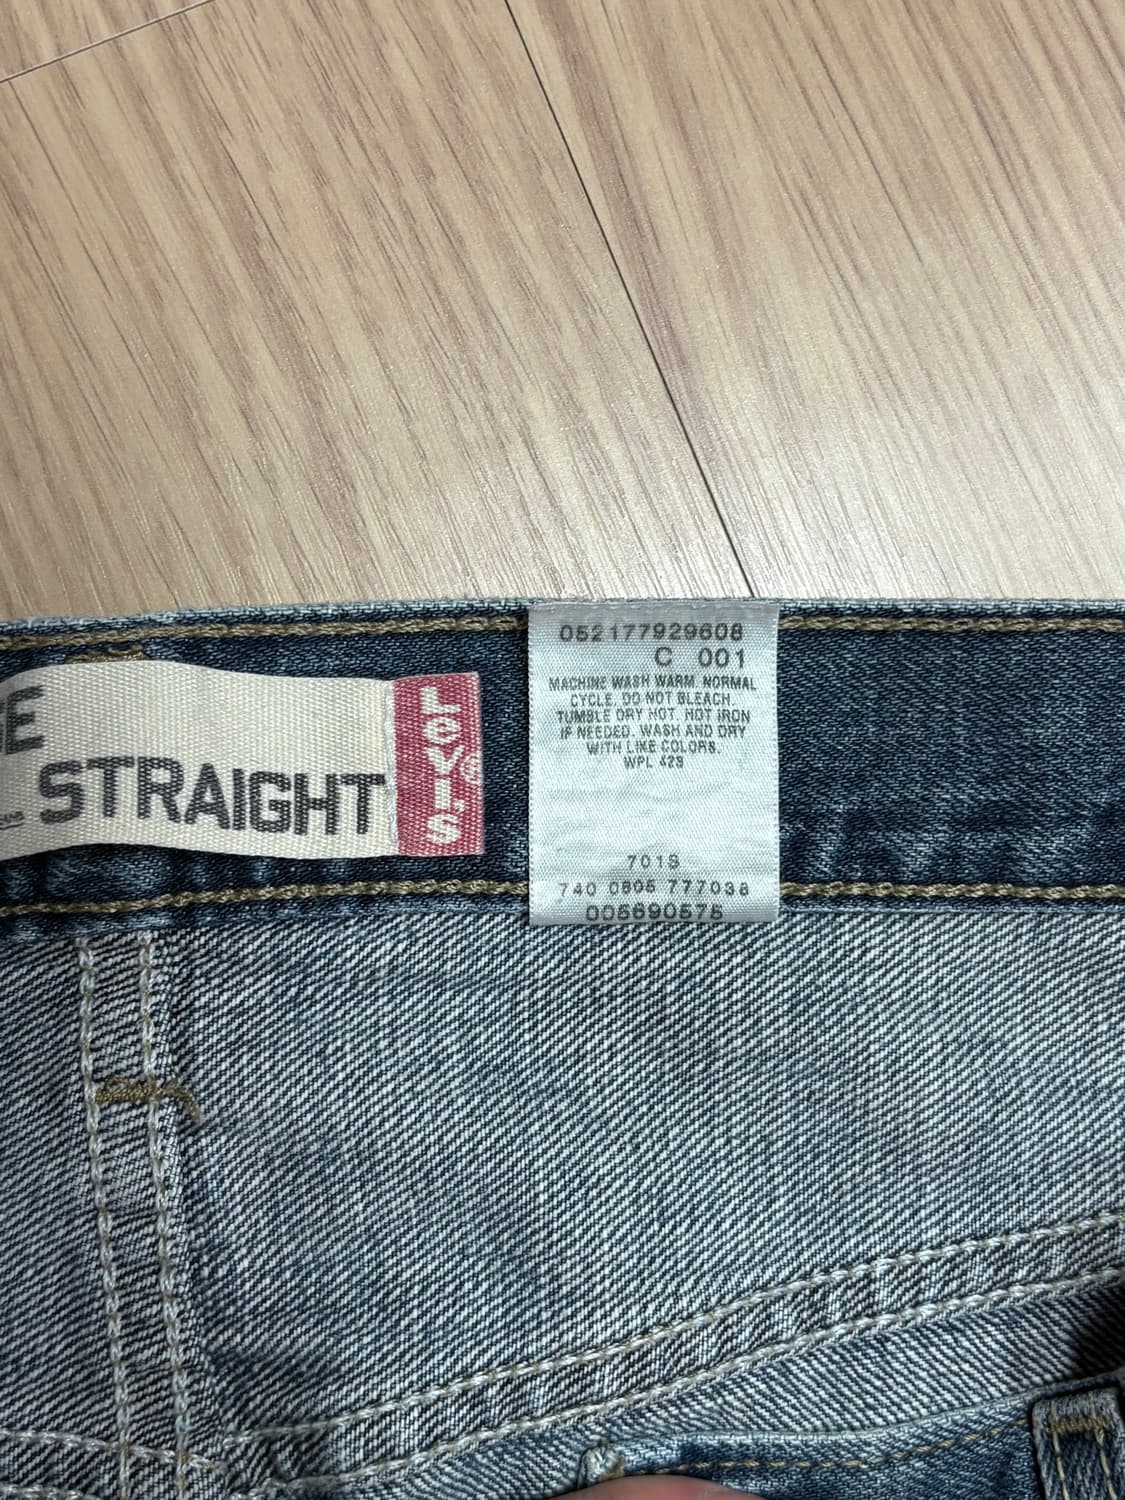 E
STRAIGHT
Levi's
052177929608
C 001
MACHINE WASH WARM. NORMAL
CYCLE. DO NOT BLEACH.
TUMBLE DRY HOT. HOT IRON
IF NEEDED. WASH AND DRY
WITH LIKE COLORS.
WPL 423
701S
740 0805 777038
005690575